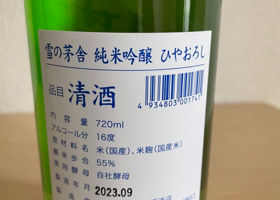 雪の茅舎 純米吟醸 ひやおろし
品目 清酒
4 934803 001745
内容量 720ml
アルコール分 16度
原材料名 米(国産)、米麹(国産米)
精米歩合 55%
使用酵母 自社酵母
製造年月 2023.09